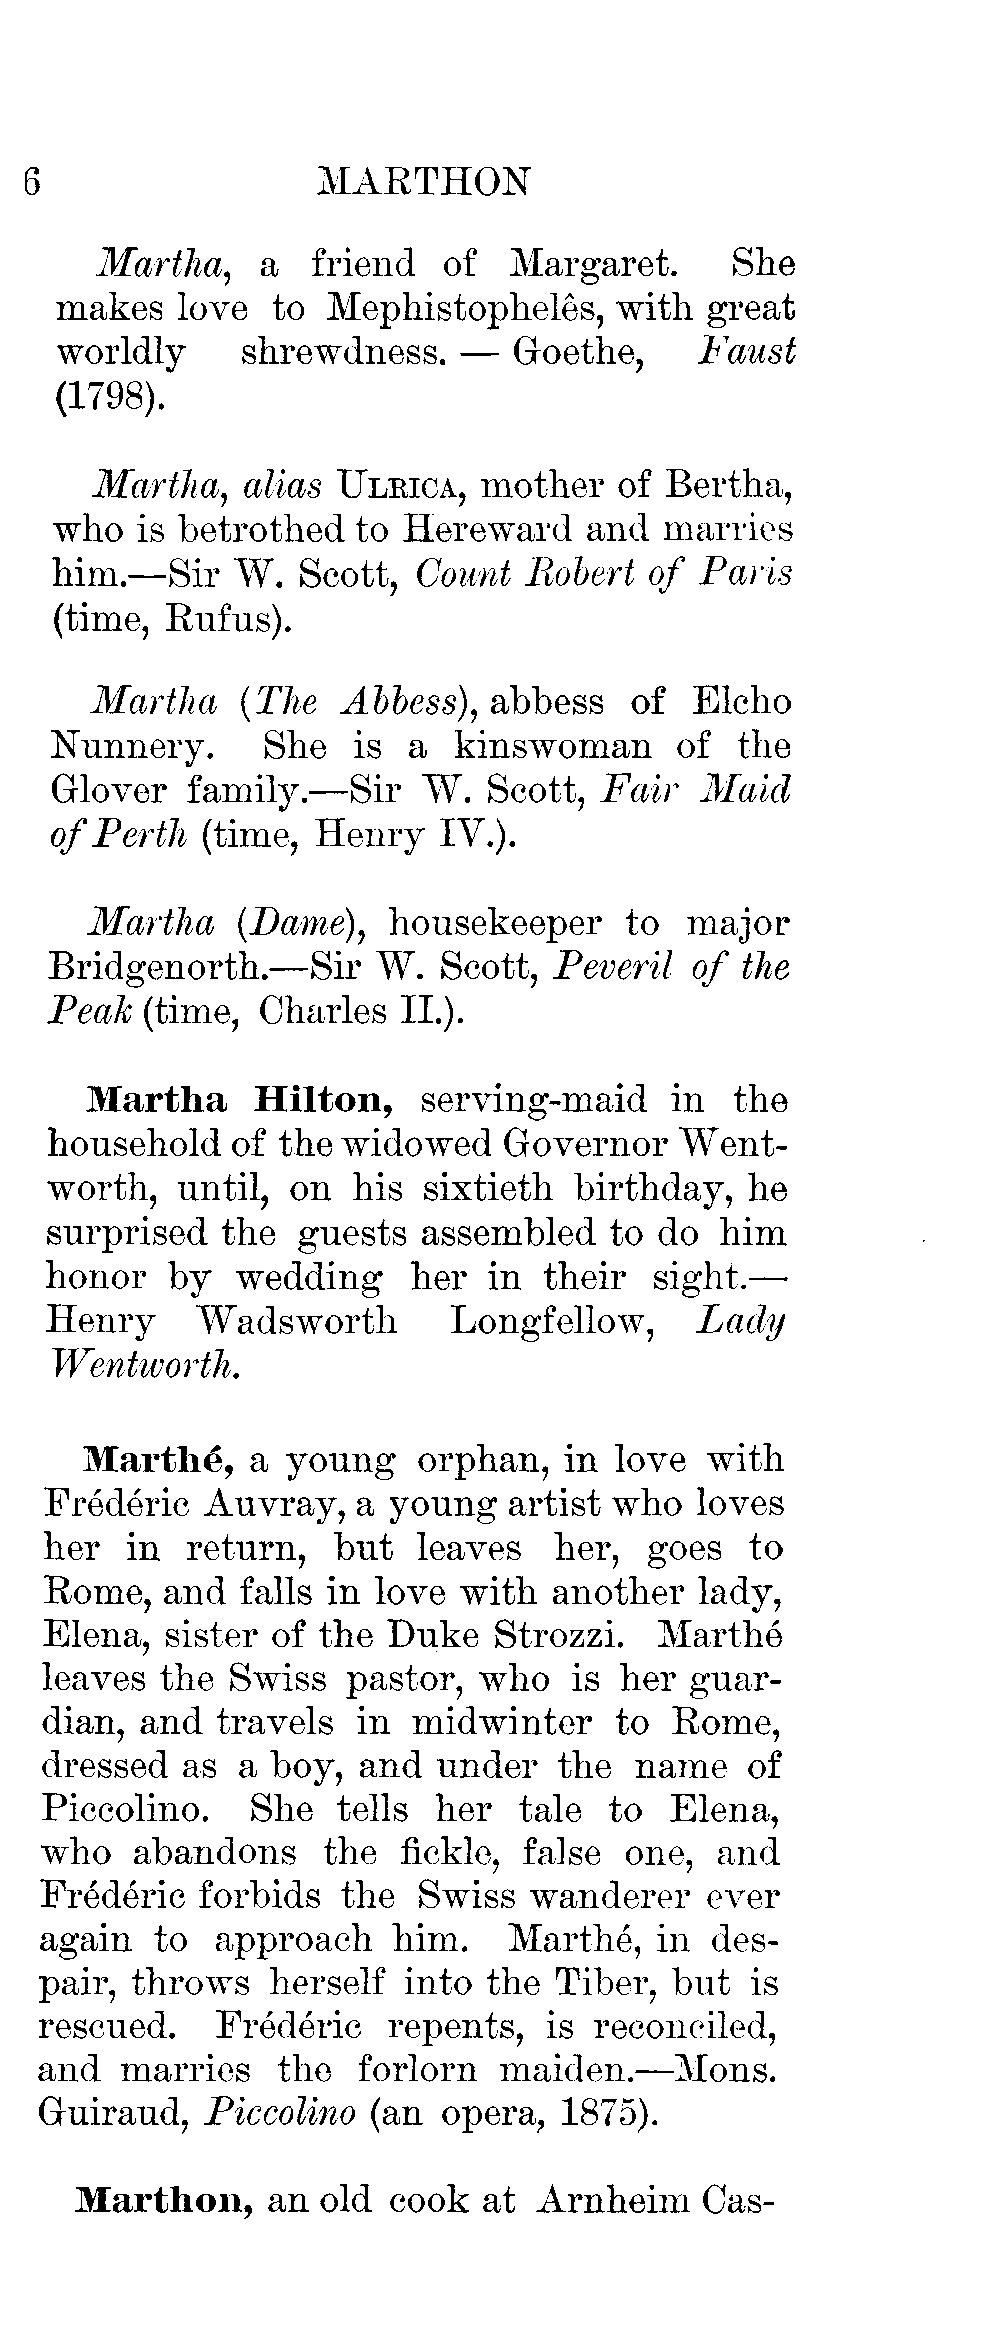 6 MARTHON
Martha, a friend of Margaret. She
makes love to Mephistophelês, with great
worldly shrewdness. — Goethe, Faust
(1798).
Martha, alias ULRICA, mother of Bertha,
who is betrothed to Hereward and marries
him.—Sir W. Scott, Count Robert of Paris
(time, Rufus).
Martha (The Abbess), abbess of Elcho
Nunnery. She is a kinswoman of the
Glover family.—Sir W. Scott, Fair Maid
of Perth (time, Henry IV.).
Martha (Dame), housekeeper to major
Bridgenorth.—Sir W. Scott, Peveril of the
Peak (time, Charles II.).
Martha Hilton, serving-maid in the
household of the widowed Governor Went-
worth, until, on his sixtieth birthday, he
surprised the guests assembled to do him
honor by wedding her in their sight.—
Henry Wadsworth Longfellow, Lady
Wentworth.
Marthé, a young orphan, in love with
Frédéric Auvray, a young artist who loves
her in return, but leaves her, goes to
Rome, and falls in love with another lady,
Elena, sister of the Duke Strozzi. Marthé
leaves the Swiss pastor, who is her guar-
dian, and travels in midwinter to Rome,
dressed as a boy, and under the name of
Piccolino. She tells her tale to Elena,
who abandons the fickle, false one, and
Frédéric forbids the Swiss wanderer ever
again to approach him. Marthé, in des-
pair, throws herself into the Tiber, but is
rescued. Frédéric repents, is reconciled,
and marries the forlorn maiden.—Mons.
Guiraud, Piccolino (an opera, 1875).
Marthon, an old cook at Arnheim Cas-